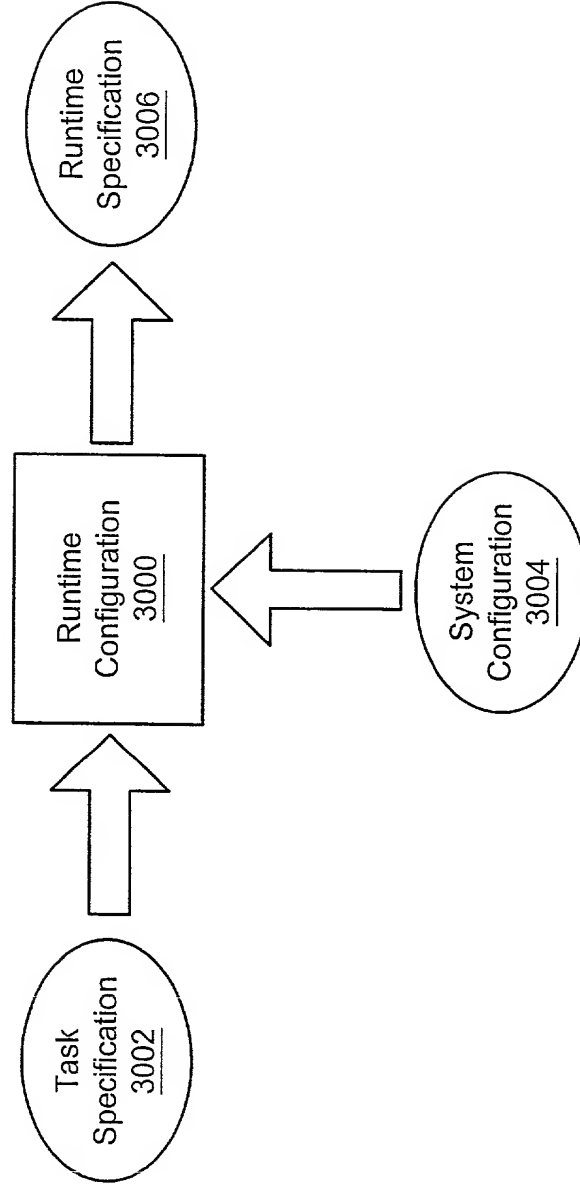 Task
Specification
3002
Runtime
Configuration
3000
Runtime
Specification
3006
System
Configuration
3004